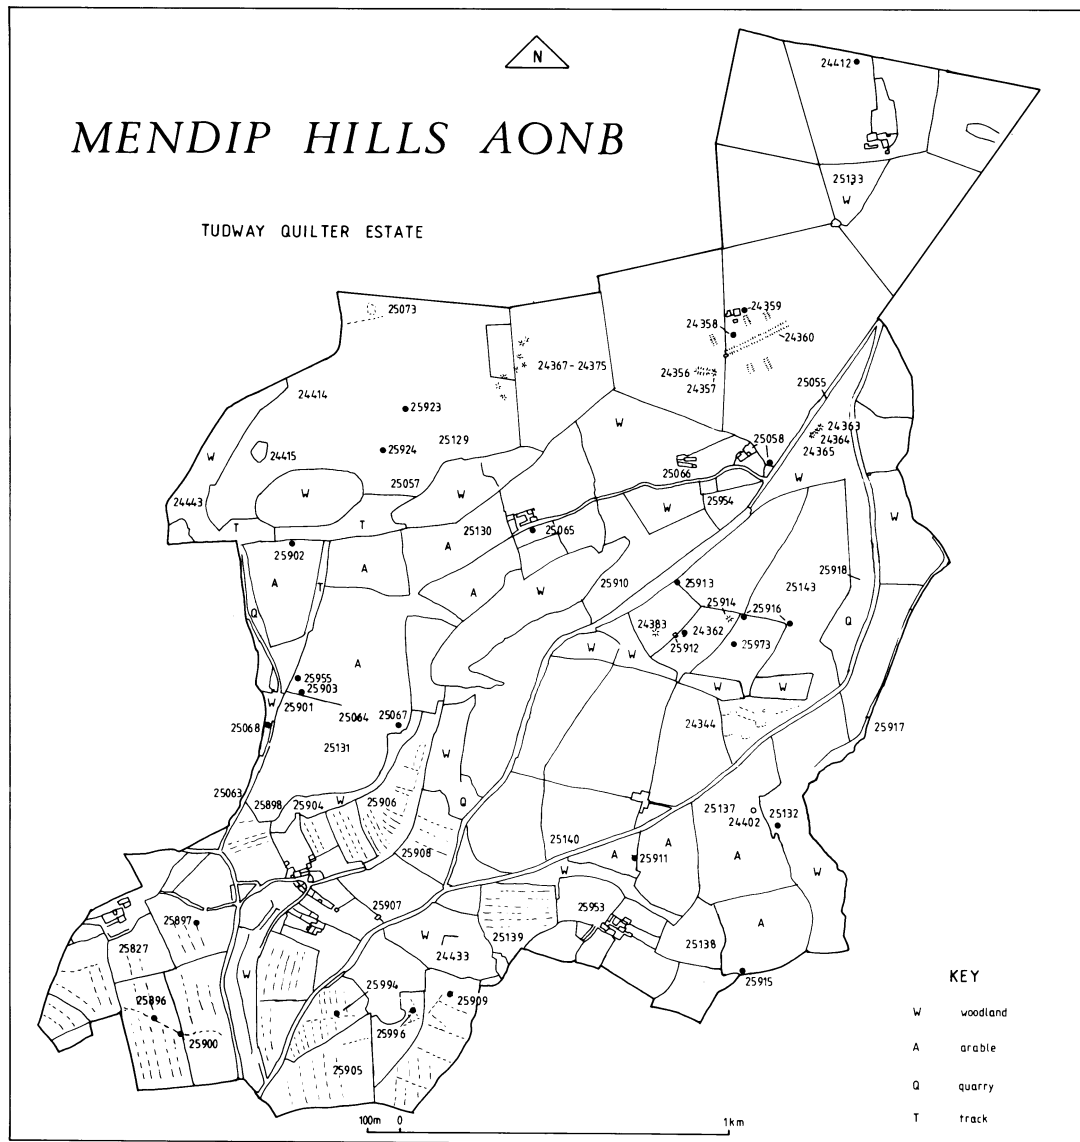 N
MENDIP HILLS AONB
TUDWAY QUILTER ESTATE
24412
25133
W
25073
24359
24358
24360
24367-24375
24356
24357
25055
24414
25923
24363
24364
24365
W
25924
25129
25058
W
24415
25066
W
24443
W
25057
W
25954
W
W
T
T
25130
25065
A
25902
A
A
T
A
W
25910
25913
25918
25143
Q
25914
25916
24383
24362
25912
25973
Q
W
W
A
25955
25903
W
25901
W
W
25068
25064
25067
24344
25917
25131
W
25063
25898
25904
W
25906
Q
25137
24402
25132
25140
25908
W
A
A
25911
A
W
25907
25953
25897
W
25139
A
25827
24433
25138
W
25994
25909
25915
25896
25996
25900
25905
KEY
W woodland
A arable
Q quarry
T track
100m 0 1km